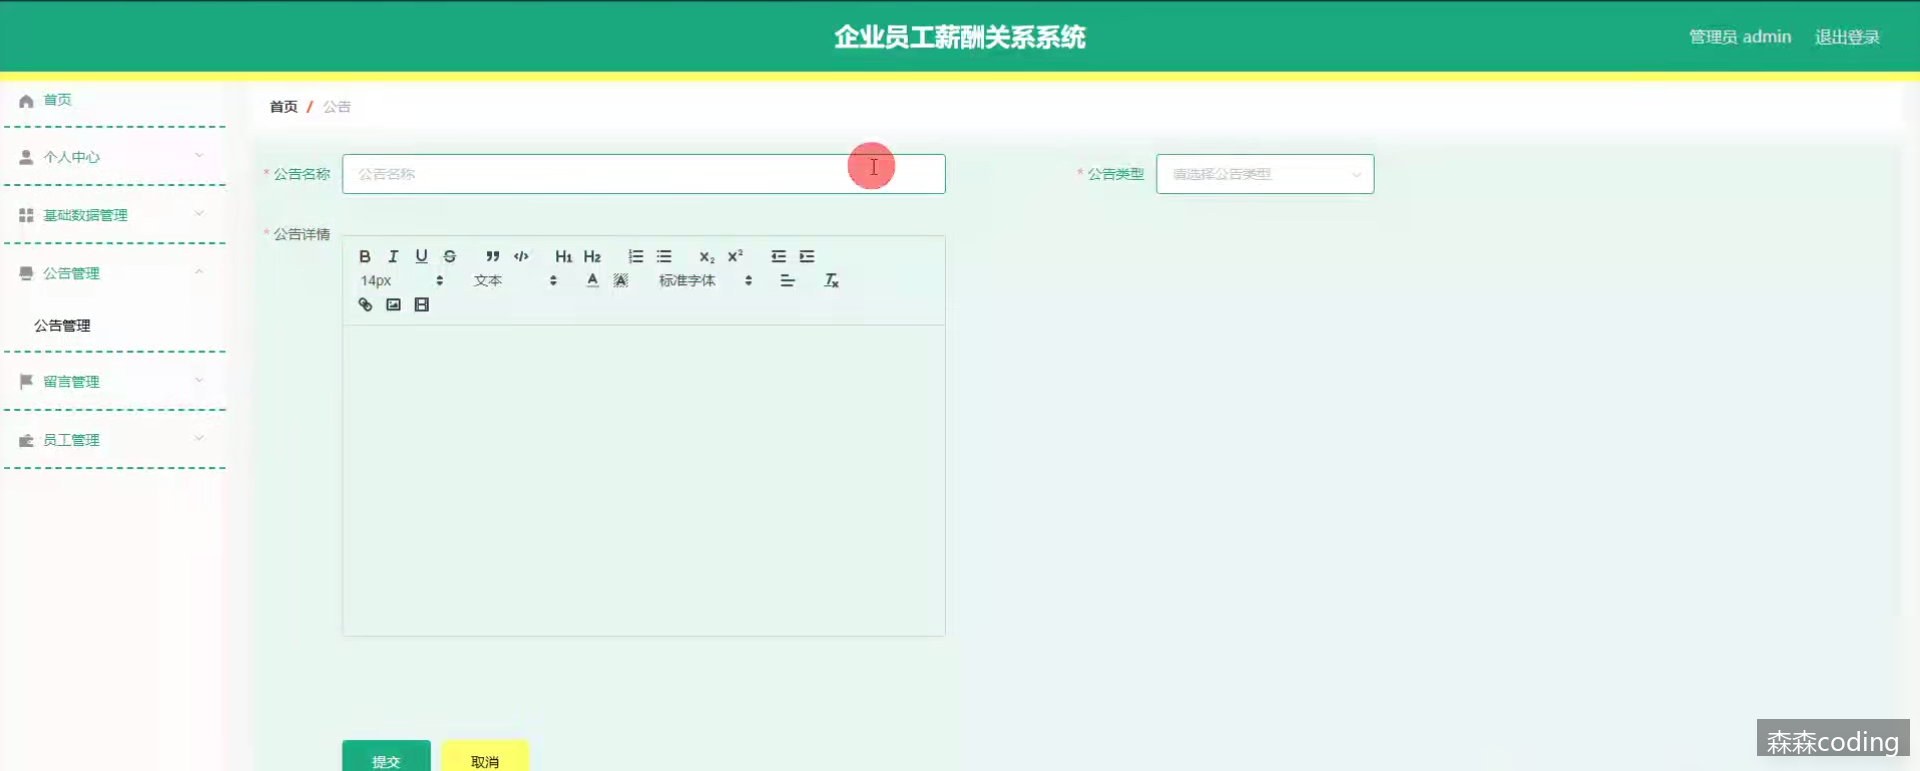 企业员工薪酬关系系统
管理员 admin
退出登录
首页
个人中心
基础数据管理
公告管理
公告管理
留言管理
员工管理
首页 / 公告
* 公告名称
公告名称
* 公告类型
请选择公告类型
* 公告详情
B I U S ” </> H1 H2 X₂ X²
14px 文本 A A 标准字体 Tx
提交
取消
森森coding